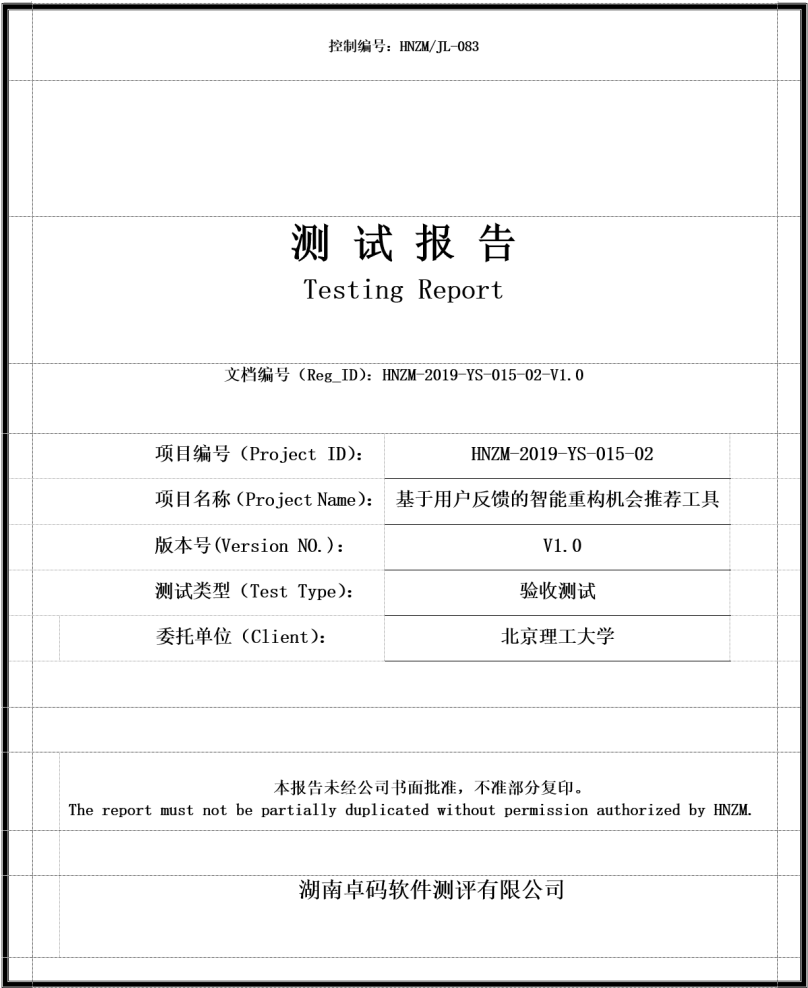 控制编号：HNZM/JL-083
测 试 报 告
Testing Report
文档编号（Reg_ID）：HNZM-2019-YS-015-02-V1.0
项目编号（Project ID）： HNZM-2019-YS-015-02
项目名称（Project Name）： 基于用户反馈的智能重构机会推荐工具
版本号(Version NO.)： V1.0
测试类型（Test Type）： 验收测试
委托单位（Client）： 北京理工大学
本报告未经公司书面批准，不准部分复印。
The report must not be partially duplicated without permission authorized by HNZM.
湖南卓码软件测评有限公司